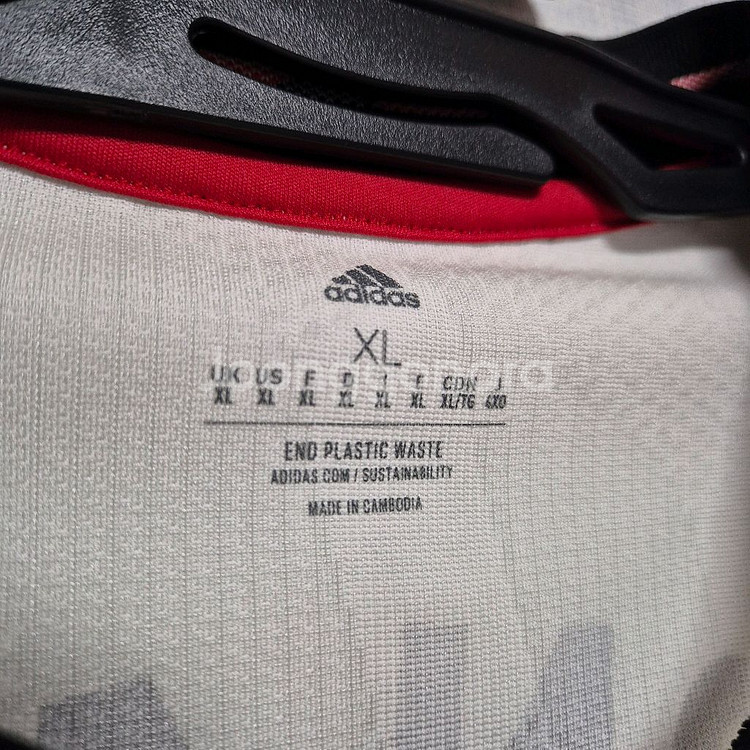 adidas
XL
UK US F D I E CDN J
XL XL XL XL XL XL XL/TG 4XO
END PLASTIC WASTE
ADIDAS.COM / SUSTAINABILITY
MADE IN CAMBODIA